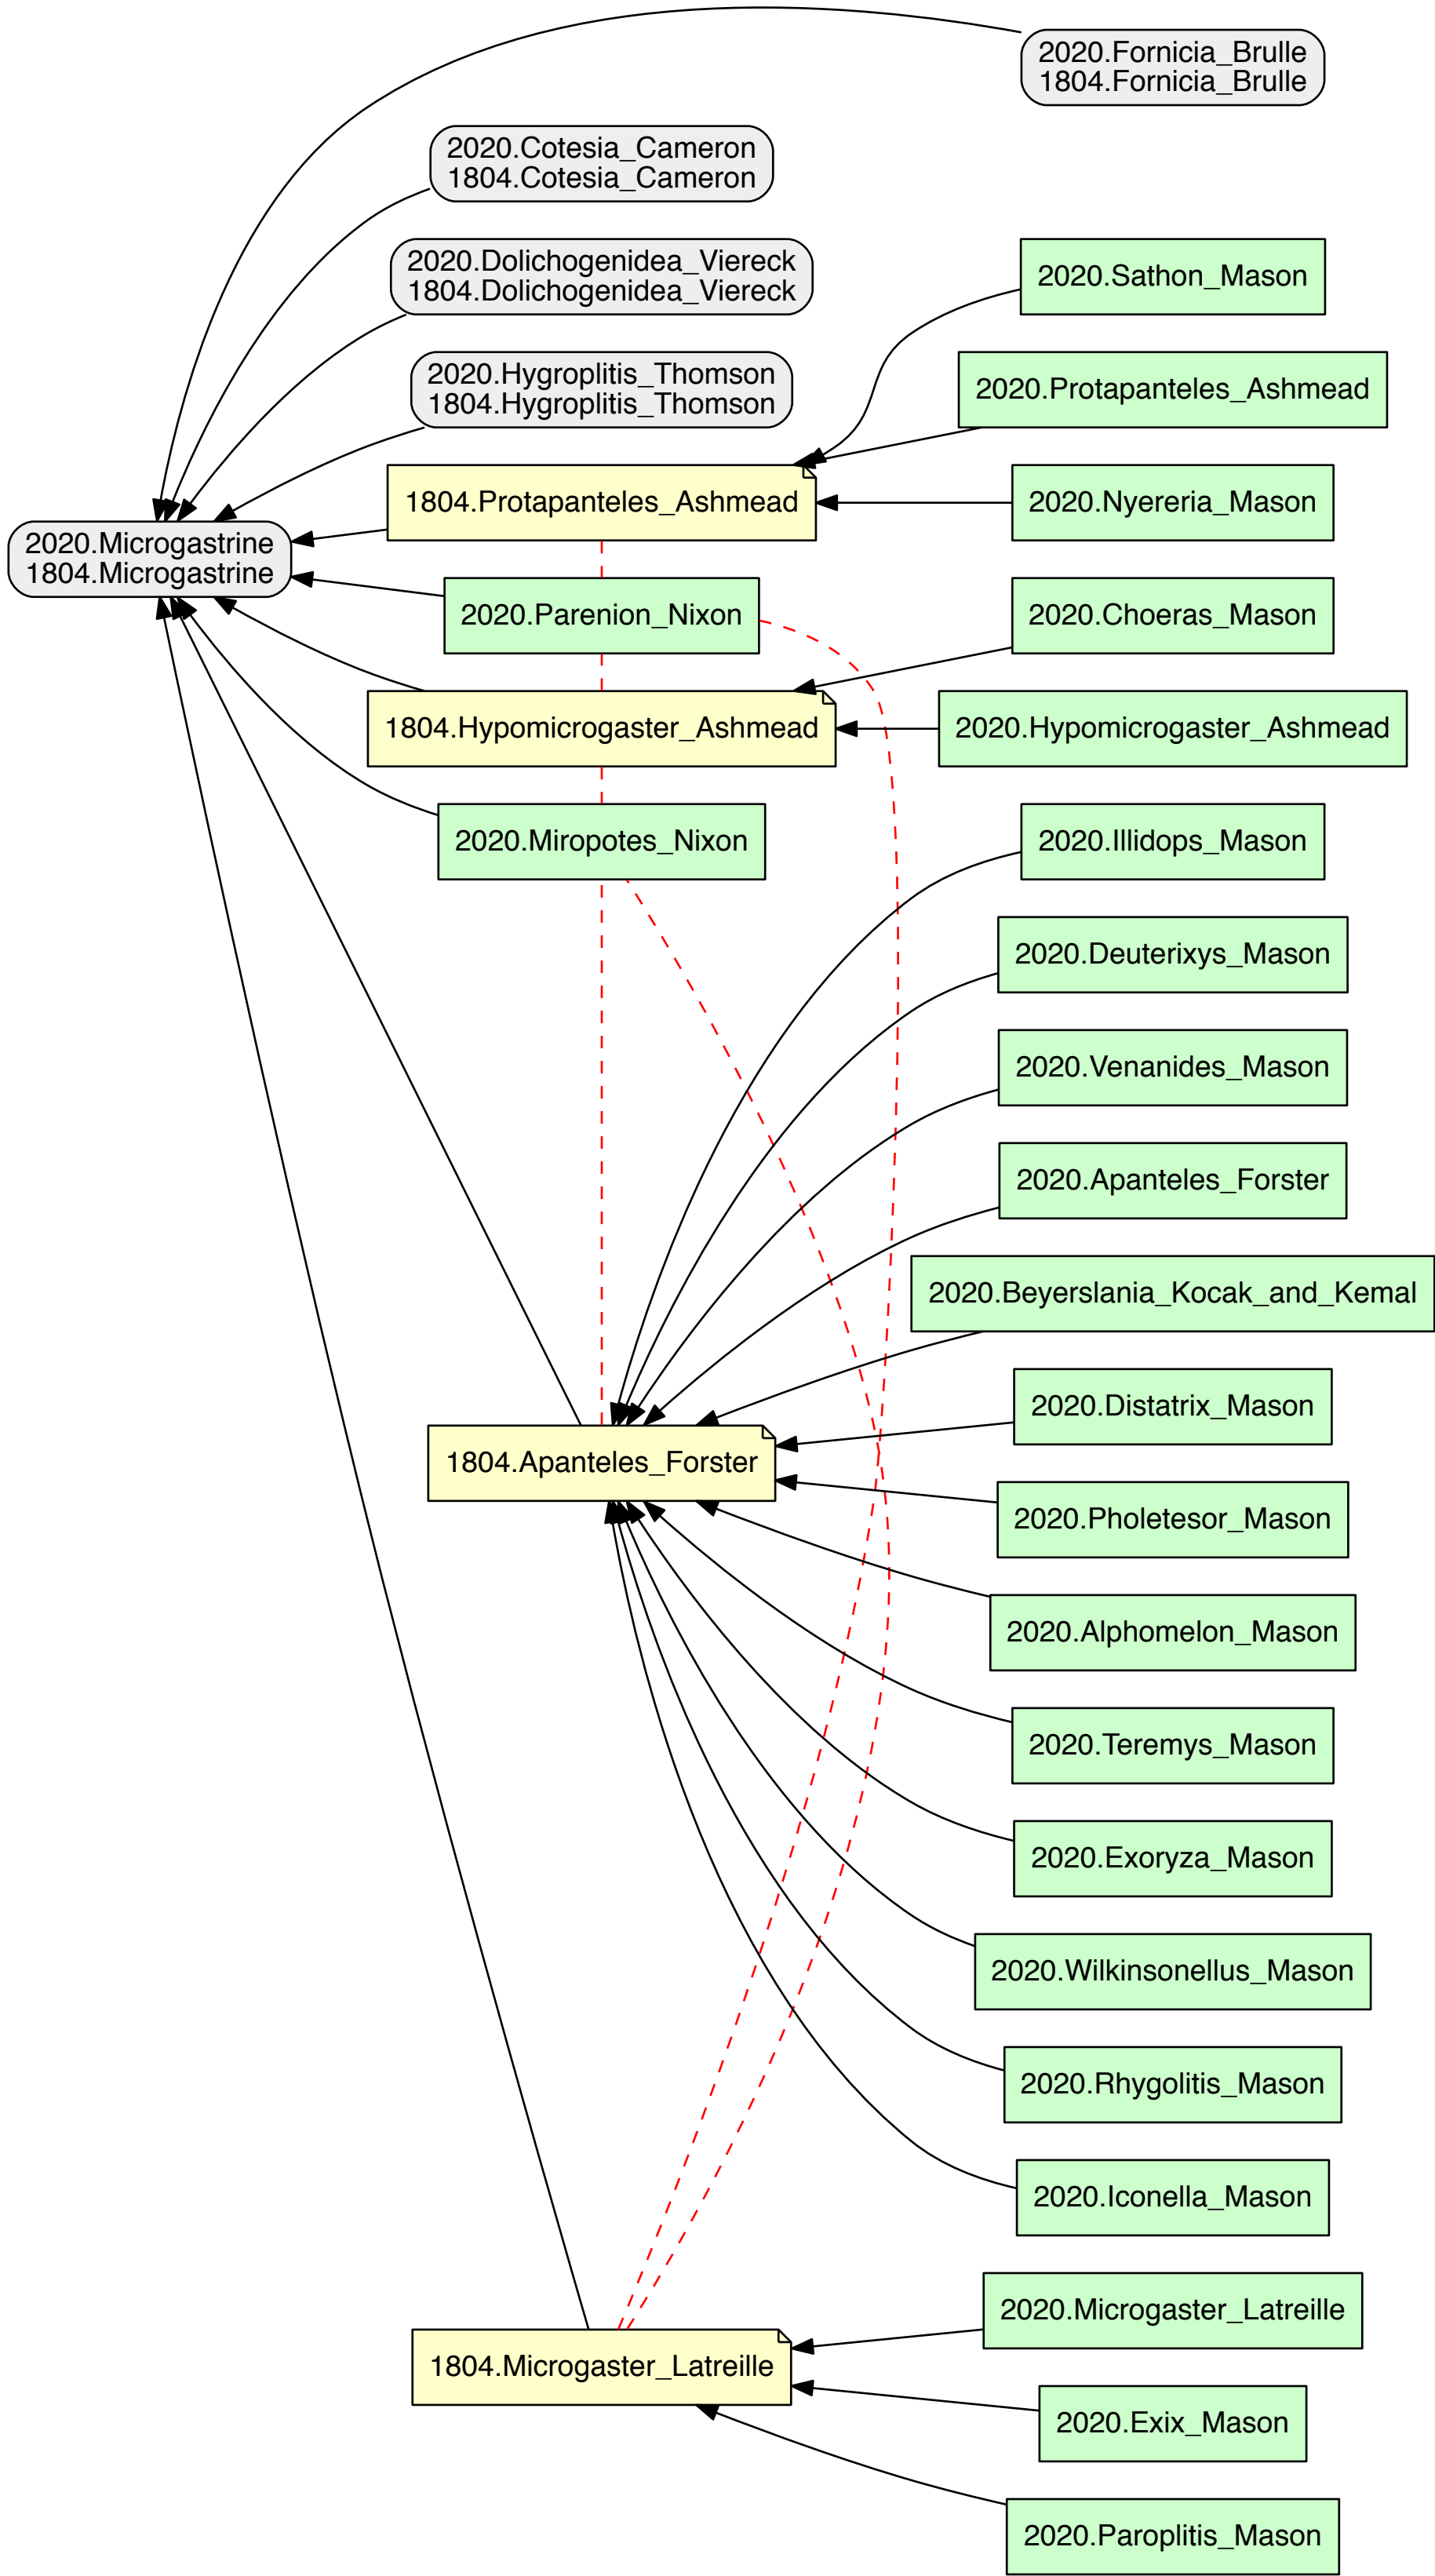 2020.Fornicia_Brulle
1804.Fornicia_Brulle
2020.Cotesia_Cameron
1804.Cotesia_Cameron
2020.Dolichogenidea_Viereck
1804.Dolichogenidea_Viereck
2020.Sathon_Mason
2020.Hygroplitis_Thomson
1804.Hygroplitis_Thomson
2020.Protapanteles_Ashmead
1804.Protapanteles_Ashmead
2020.Nyereria_Mason
2020.Microgastrine
1804.Microgastrine
2020.Parenion_Nixon
2020.Choeras_Mason
1804.Hypomicrogaster_Ashmead
2020.Hypomicrogaster_Ashmead
2020.Miropotes_Nixon
2020.Illidops_Mason
2020.Deuterixys_Mason
2020.Venanides_Mason
2020.Apanteles_Forster
2020.Beyerslania_Kocak_and_Kemal
2020.Distatrix_Mason
1804.Apanteles_Forster
2020.Pholetesor_Mason
2020.Alphomelon_Mason
2020.Teremys_Mason
2020.Exoryza_Mason
2020.Wilkinsonellus_Mason
2020.Rhygolitis_Mason
2020.Iconella_Mason
2020.Microgaster_Latreille
1804.Microgaster_Latreille
2020.Exix_Mason
2020.Paroplitis_Mason